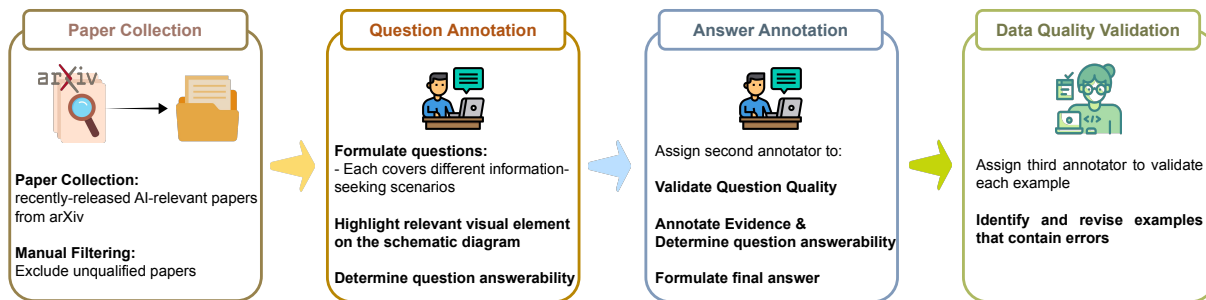 Paper Collection
arXiv
Paper Collection:
recently-released AI-relevant papers
from arXiv
Manual Filtering:
Exclude unqualified papers
Question Annotation
Formulate questions:
- Each covers different information-
seeking scenarios
Highlight relevant visual element
on the schematic diagram
Determine question answerability
Answer Annotation
Assign second annotator to:
Validate Question Quality
Annotate Evidence &
Determine question answerability
Formulate final answer
Data Quality Validation
</>
Assign third annotator to validate
each example
Identify and revise examples
that contain errors